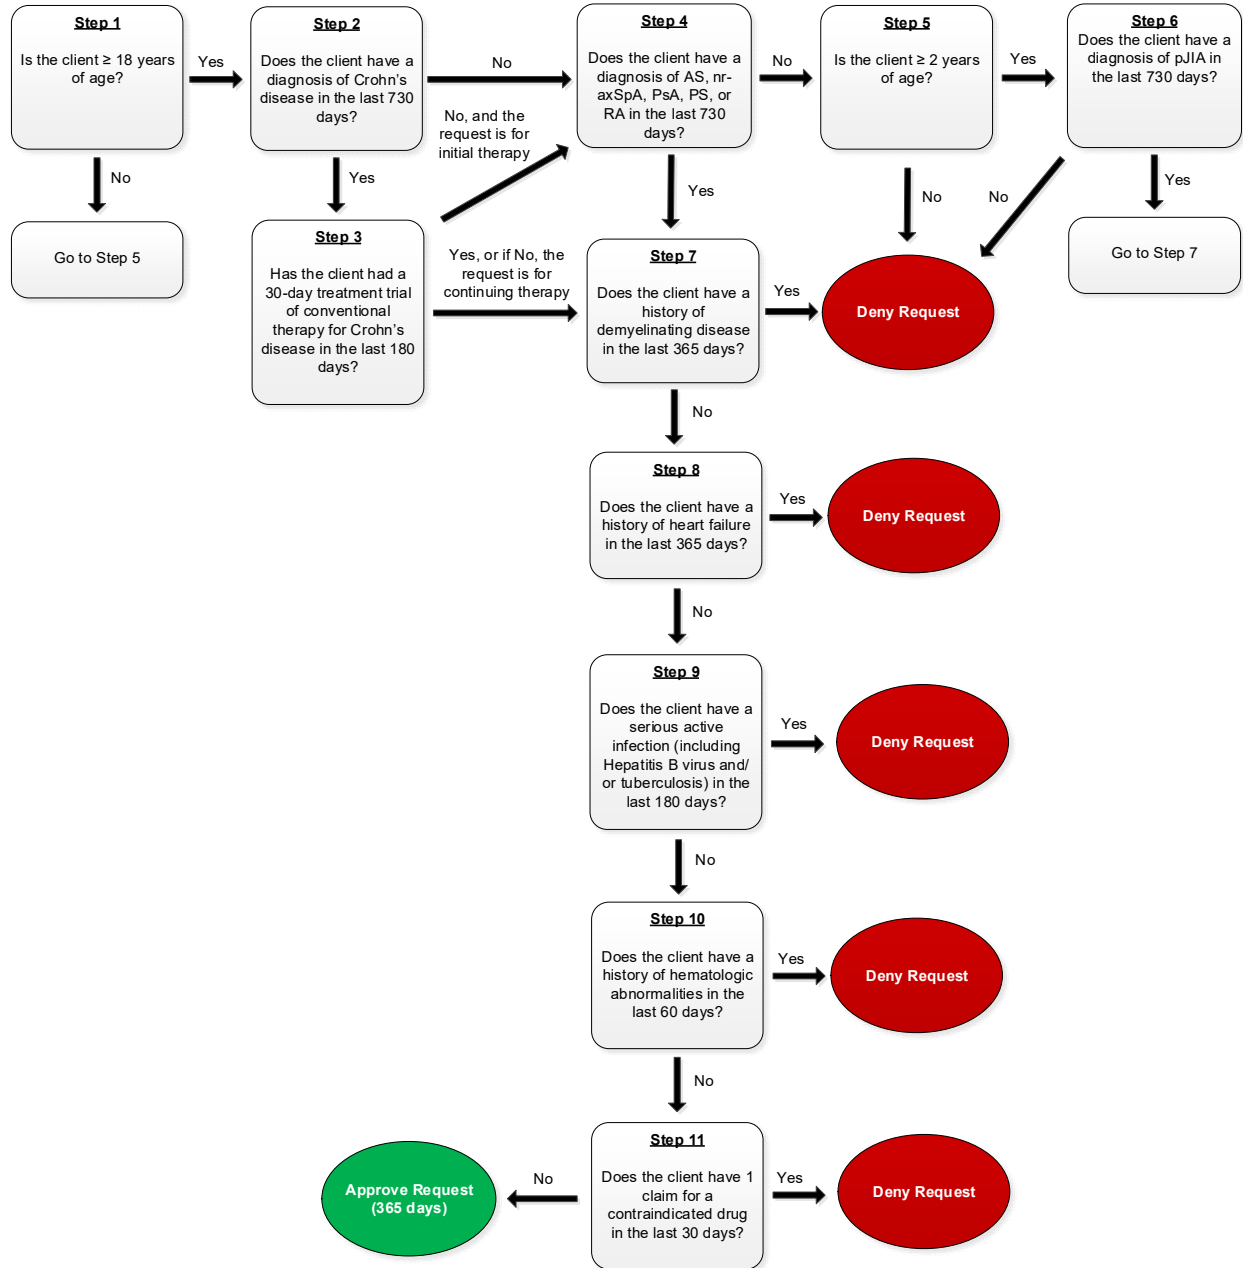 Step 1
Is the client ≥ 18 years
of age?
Yes
No
Go to Step 5
Step 2
Does the client have a
diagnosis of Crohn's
disease in the last 730
days?
No
Yes
Step 3
Has the client had a
30-day treatment trial
of conventional
therapy for Crohn's
disease in the last 180
days?
No, and the
request is for
initial therapy
Yes, or if No, the
request is for
continuing therapy
Step 4
Does the client have a
diagnosis of AS, nr-
axSpA, PsA, PS, or
RA in the last 730
days?
No
Yes
Step 5
Is the client ≥ 2 years
of age?
Yes
No
Step 6
Does the client have a
diagnosis of pJIA in
the last 730 days?
No
Yes
Go to Step 7
Step 7
Does the client have a
history of
demyelinating disease
in the last 365 days?
Yes
Deny Request
No
Step 8
Does the client have a
history of heart failure
in the last 365 days?
Yes
Deny Request
No
Step 9
Does the client have a
serious active
infection (including
Hepatitis B virus and/
or tuberculosis) in the
last 180 days?
Yes
Deny Request
No
Step 10
Does the client have a
history of hematologic
abnormalities in the
last 60 days?
Yes
Deny Request
No
Step 11
Does the client have 1
claim for a
contraindicated drug
in the last 30 days?
Yes
Deny Request
No
Approve Request
(365 days)